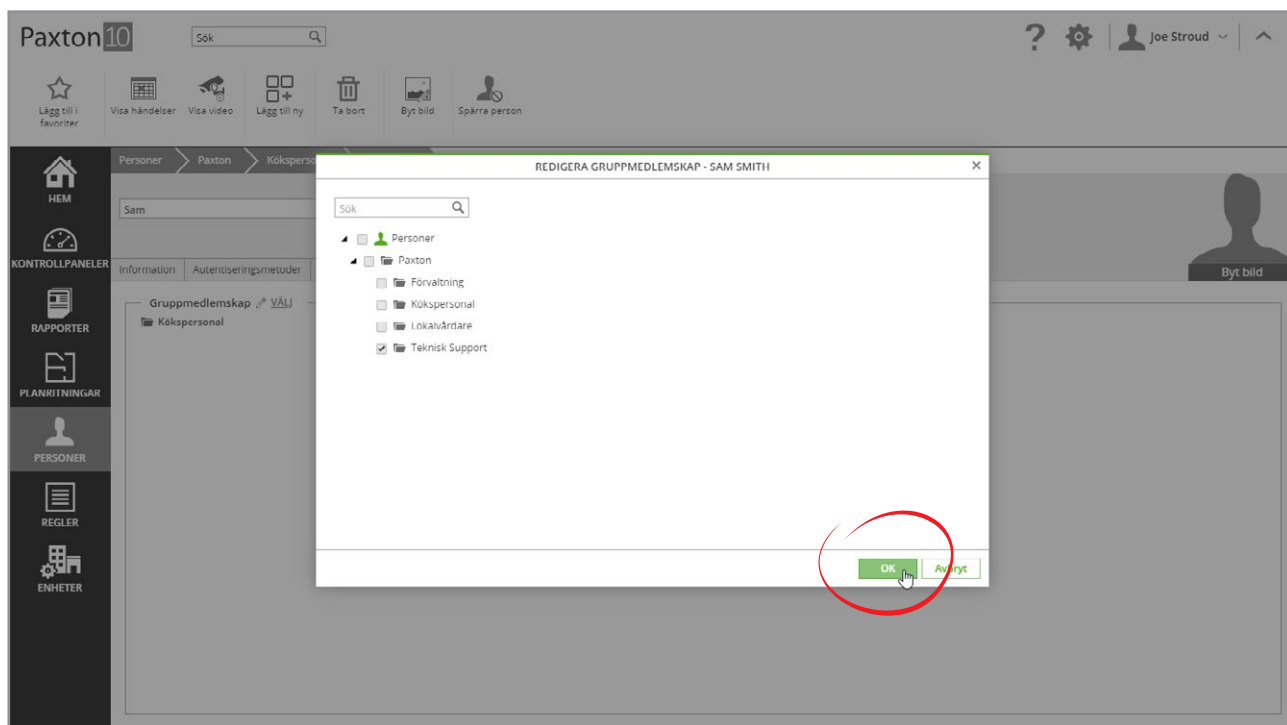 Paxton10
Sök
Joe Stroud
Lägg till i
favoriter
Visa händelser
Visa video
Lägg till ny
Ta bort
Byt bild
Spärra person
HEM
KONTROLLPANELER
RAPPORTER
PLANRITNINGAR
PERSONER
REGLER
ENHETER
Personer
Paxton
Köksperso
Sam
Information
Autentiseringsmetoder
Gruppmedlemskap VÄLJ
Kökspersonal
Byt bild
REDIGERA GRUPPMEDLEMSKAP - SAM SMITH
Sök
Personer
Paxton
Förvaltning
Kökspersonal
Lokalvårdare
Teknisk Support
OK
Avbryt